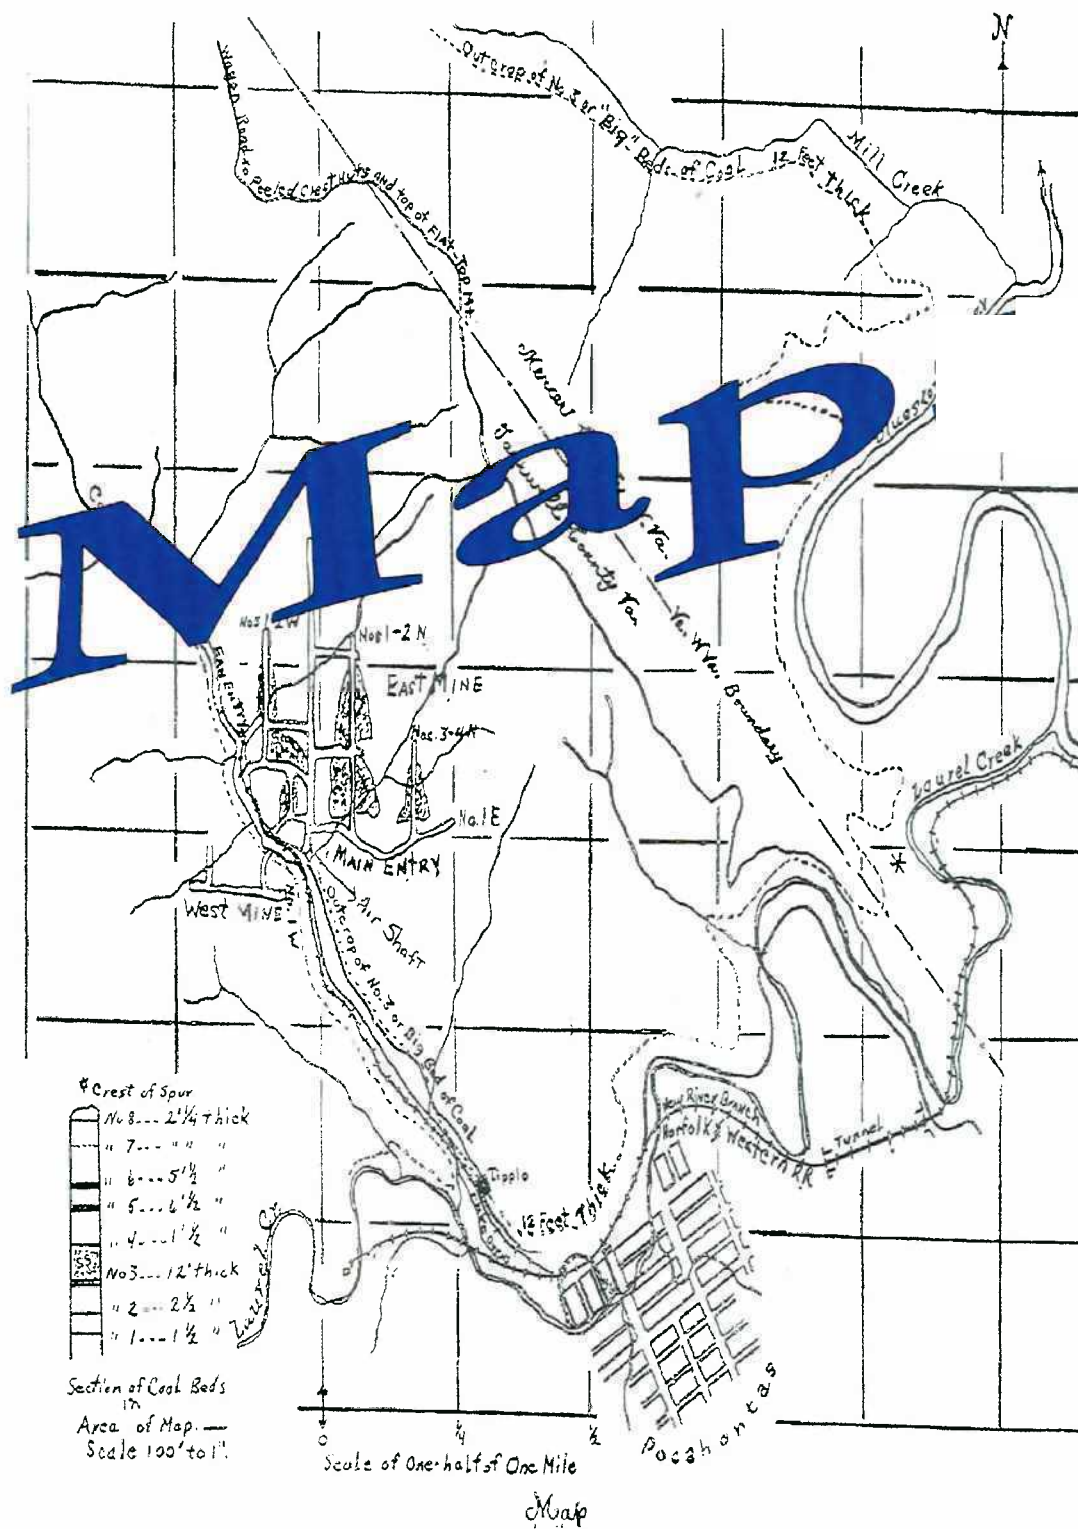 N
Wagon Road to Peeled Chestnuts and top of Flat-Top Mt.
Outcrop of No. 3 or "Big" Beds of Coal 12 Feet Thick
Mill Creek
Map
Tazewell County Va.
Va. W Va. Boundary
Nos 1-2 W
Nos 1-2 N
FAN ENTRY
EAST MINE
Nos. 3-4 N
No. 1 E
MAIN ENTRY
Laurel Creek
*
West MINE
No. 1 W
Air Shaft
Outcrop of No. 3 or Big Bed of Coal
* Crest of Spur
No 8 --- 2' 1/4 Thick
" 7 --- " " "
" 6 --- 5' 1/2 "
" 5 --- 6' 1/2 "
" 4 --- 1' 1/2 "
No 3 --- 12' thick
" 2 --- 2 1/2 "
" 1 --- 1 1/2 "
Section of Coal Beds
in
Area of Map. —
Scale 100' to 1".
Laurel Cr.
Tipple
12 Feet Thick
New River Branch
Norfolk & Western RR
Tunnel
Pocahontas
0 1/4 1/2
Scale of One-half of One Mile
Map